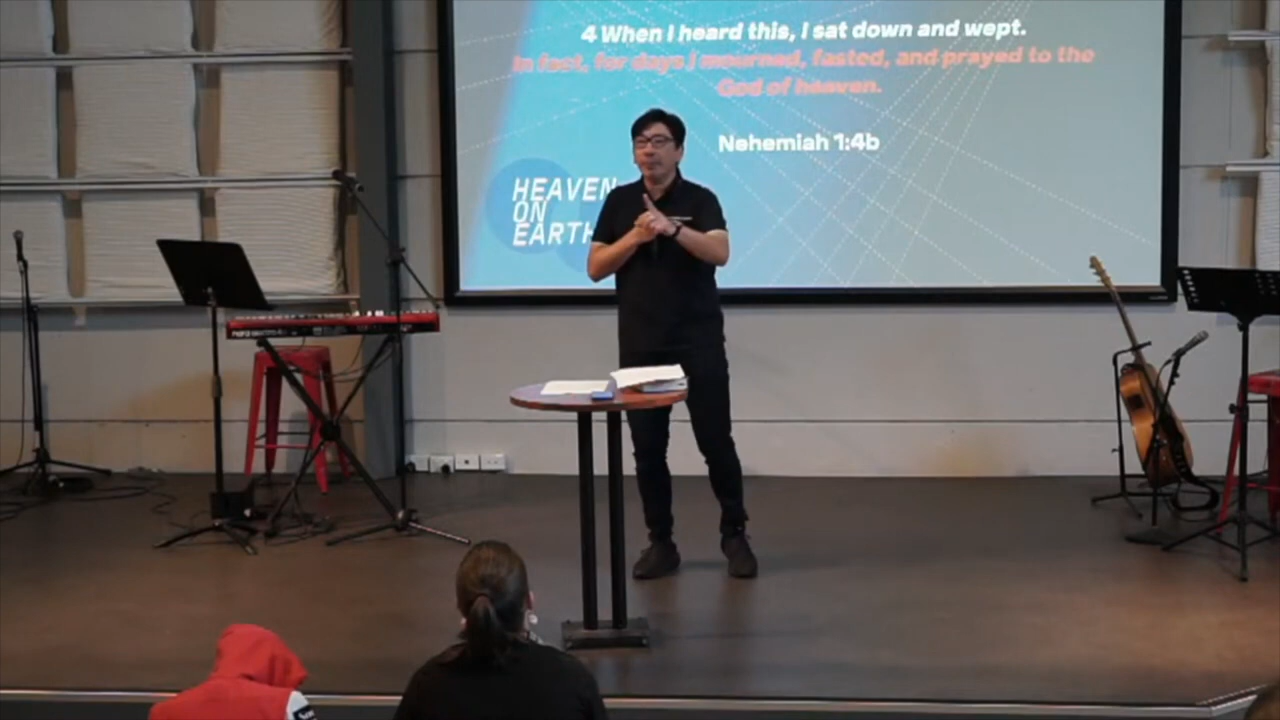 4 When I heard this, I sat down and wept.
In fact, for days I mourned, fasted, and prayed to the
God of heaven.
Nehemiah 1:4b
HEAVEN
ON
EARTH